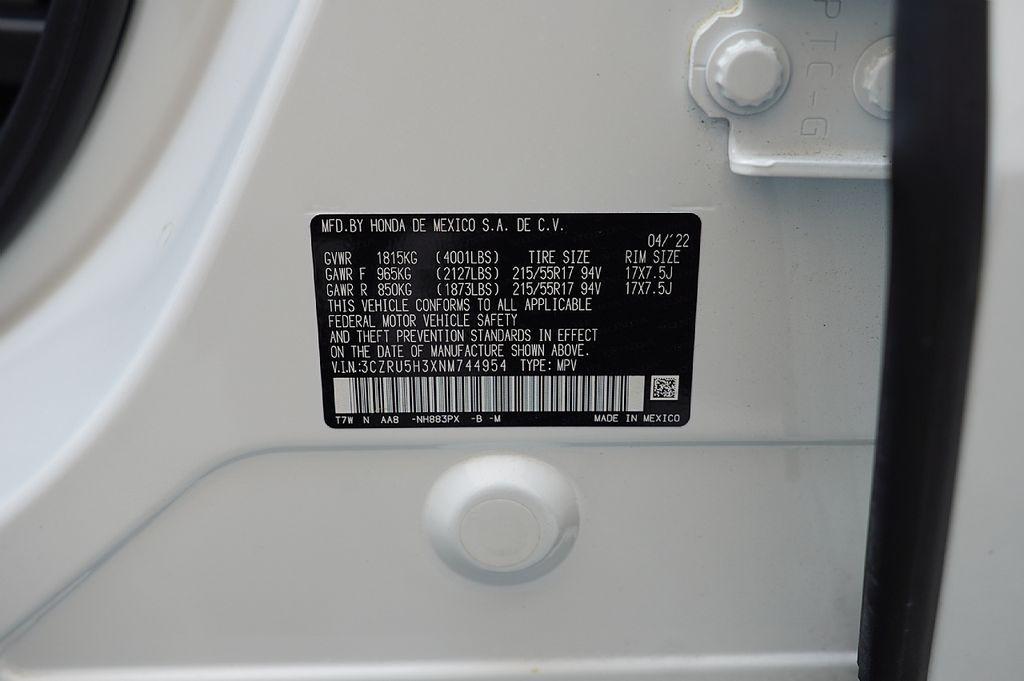 PTC-G
MFD.BY HONDA DE MEXICO S.A. DE C.V.
04/'22
GVWR 1815KG (4001LBS) TIRE SIZE RIM SIZE
GAWR F 965KG (2127LBS) 215/55R17 94V 17X7.5J
GAWR R 850KG (1873LBS) 215/55R17 94V 17X7.5J
THIS VEHICLE CONFORMS TO ALL APPLICABLE
FEDERAL MOTOR VEHICLE SAFETY
AND THEFT PREVENTION STANDARDS IN EFFECT
ON THE DATE OF MANUFACTURE SHOWN ABOVE.
V.I.N.:3CZRU5H3XNM744954 TYPE: MPV
T7W N AA8 -NH883PX -B -M MADE IN MEXICO